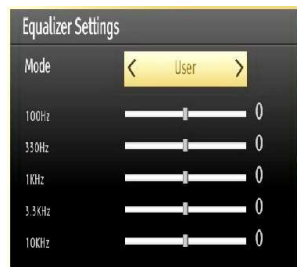 Equalizer Settings
Mode < User >
100Hz 0
330Hz 0
1KHz 0
3.3KHz 0
10KHz 0